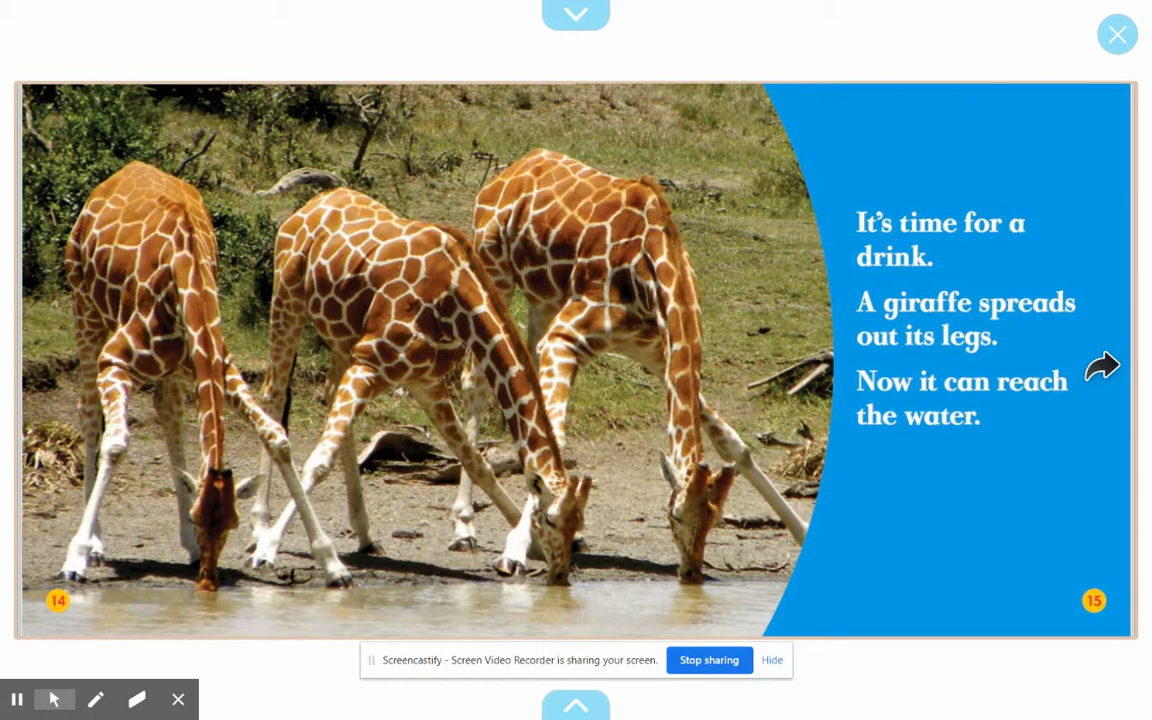 It's time for a
drink.
A giraffe spreads
out its legs.
Now it can reach
the water.
14
15
Screencastify - Screen Video Recorder is sharing your screen.
Stop sharing
Hide